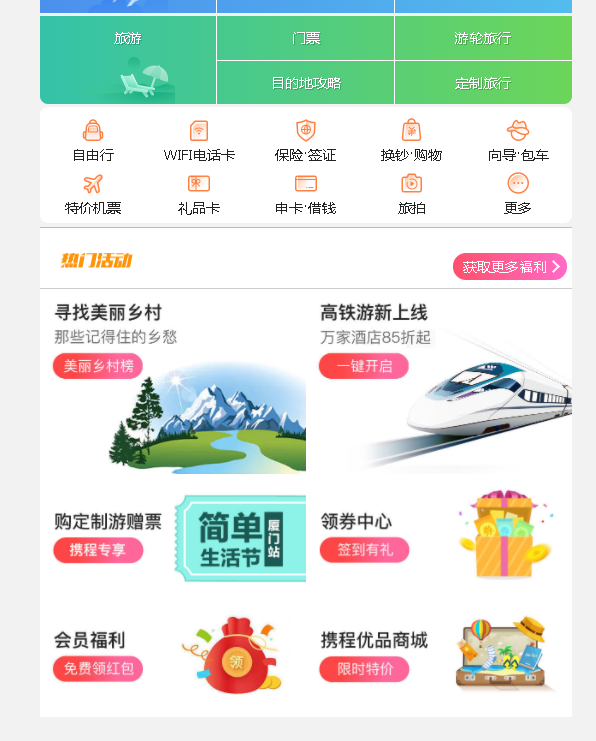 旅游
门票
游轮旅行
目的地攻略
定制旅行
自由行
WIFI电话卡
保险·签证
换钞·购物
向导·包车
特价机票
礼品卡
申卡·借钱
旅拍
更多
热门活动
获取更多福利
寻找美丽乡村
那些记得住的乡愁
美丽乡村榜
高铁游新上线
万家酒店85折起
一键开启
购定制游赠票
携程专享
简单
生活节
厦门站
领券中心
签到有礼
会员福利
免费领红包
领
携程优品商城
限时特价